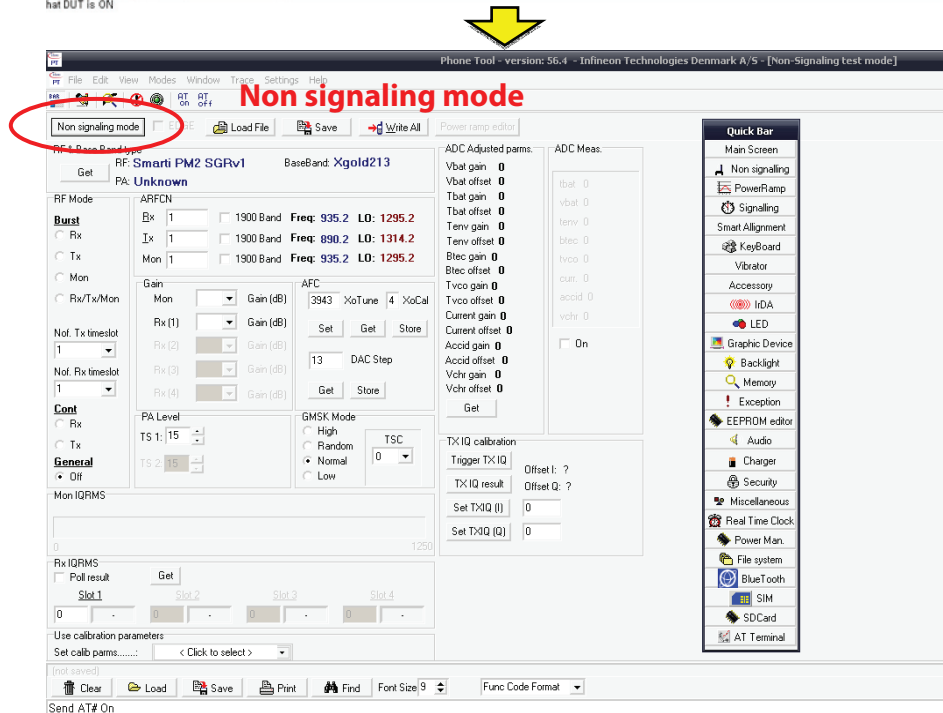 hat DUT is ON
Phone Tool - version: 56.4 - Infineon Technologies Denmark A/S - [Non-Signaling test mode]
File Edit View Modes Window Trace Settings Help
AT on AT off
Non signaling mode
Non signaling mode EDGE Load File Save Write All Power ramp editor
RF & Base Band type
Get RF: Smarti PM2 SGRv1 BaseBand: Xgold213
PA: Unknown
RF Mode
Burst
Rx
Tx
Mon
Rx/Tx/Mon
Nof. Tx timeslot
1
Nof. Rx timeslot
1
Cont
Rx
Tx
General
Off
ARFCN
Rx 1 1900 Band Freq: 935.2 LO: 1295.2
Tx 1 1900 Band Freq: 890.2 LO: 1314.2
Mon 1 1900 Band Freq: 935.2 LO: 1295.2
Gain
Mon Gain (dB)
Rx (1) Gain (dB)
Rx (2) Gain (dB)
Rx (3) Gain (dB)
Rx (4) Gain (dB)
AFC
3943 XoTune 4 XoCal
Set Get Store
13 DAC Step
Get Store
PA Level
TS 1: 15
TS 2 15
GMSK Mode
High
Random
Normal
Low
TSC
0
Mon IQRMS
0 1250
Rx IQRMS
Poll result Get
Slot 1 Slot 2 Slot 3 Slot 4
0 - 0 - 0 - 0 -
Use calibration parameters
Set calib parms......: < Click to select >
ADC Adjusted parms.
Vbat gain 0
Vbat offset 0
Tbat gain 0
Tbat offset 0
Tenv gain 0
Tenv offset 0
Btec gain 0
Btec offset 0
Tvco gain 0
Tvco offset 0
Current gain 0
Current offset 0
Accid gain 0
Accid offset 0
Vchr gain 0
Vchr offset 0
Get
ADC Meas.
tbat 0
vbat 0
tenv 0
btec 0
tvco 0
curr. 0
accid 0
vchr 0
On
TX IQ calibration
Trigger TX IQ
TX IQ result
Offset I: ?
Offset Q: ?
Set TXIQ (I) 0
Set TXIQ (Q) 0
Quick Bar
Main Screen
Non signalling
PowerRamp
Signalling
Smart Allignment
KeyBoard
Vibrator
Accessory
IrDA
LED
Graphic Device
Backlight
Memory
Exception
EEPROM editor
Audio
Charger
Security
Miscellaneous
Real Time Clock
Power Man.
File system
BlueTooth
SIM
SDCard
AT Terminal
(not saved)
Clear Load Save Print Find Font Size 9 Func Code Format
Send AT# On